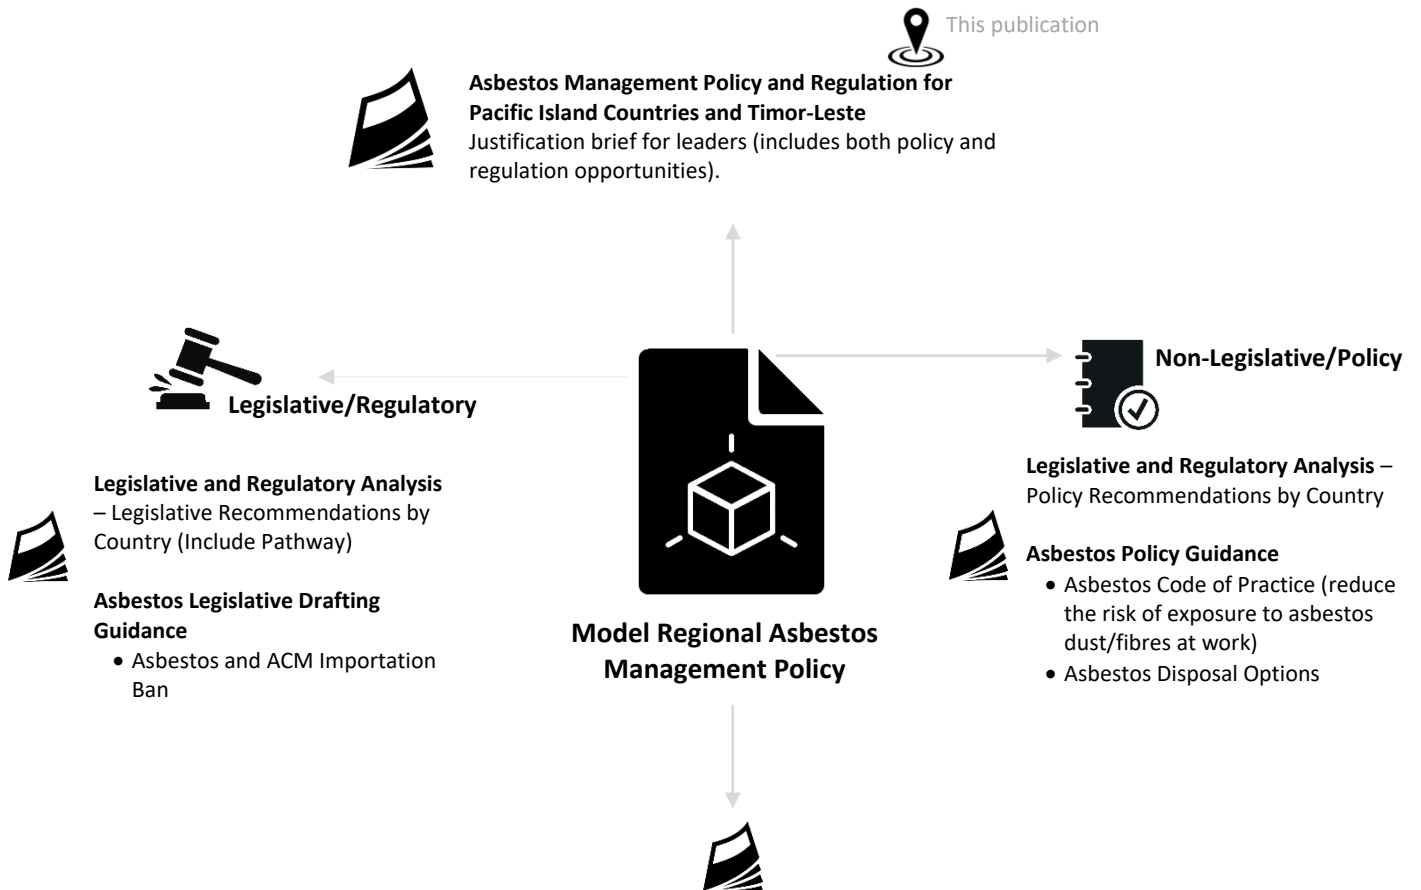 This publication
Asbestos Management Policy and Regulation for
Pacific Island Countries and Timor-Leste
Justification brief for leaders (includes both policy and
regulation opportunities).
Legislative/Regulatory
Non-Legislative/Policy
Legislative and Regulatory Analysis
– Legislative Recommendations by
Country (Include Pathway)
Asbestos Legislative Drafting
Guidance
• Asbestos and ACM Importation
Ban
Model Regional Asbestos
Management Policy
Legislative and Regulatory Analysis –
Policy Recommendations by Country
Asbestos Policy Guidance
• Asbestos Code of Practice (reduce
the risk of exposure to asbestos
dust/fibres at work)
• Asbestos Disposal Options